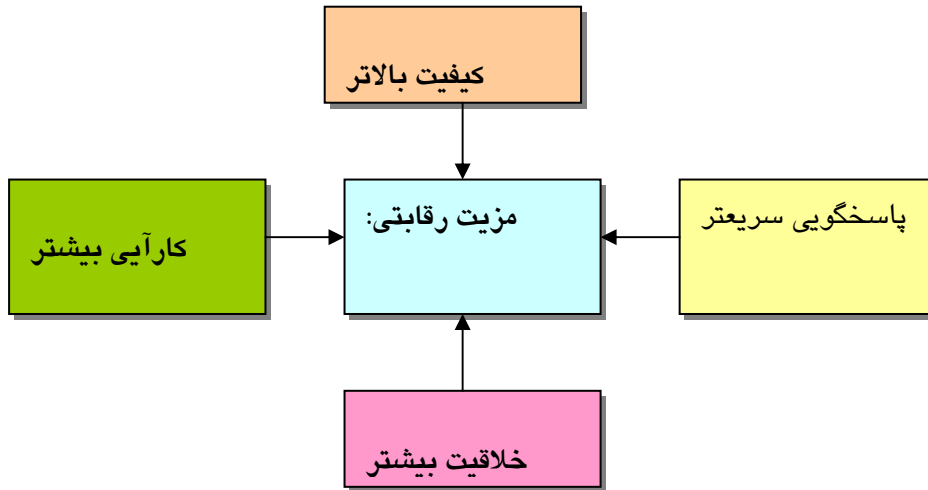 کیفیت بالاتر
پاسخگویی سریعتر
مزیت رقابتی:
کارآیی بیشتر
خلاقیت بیشتر